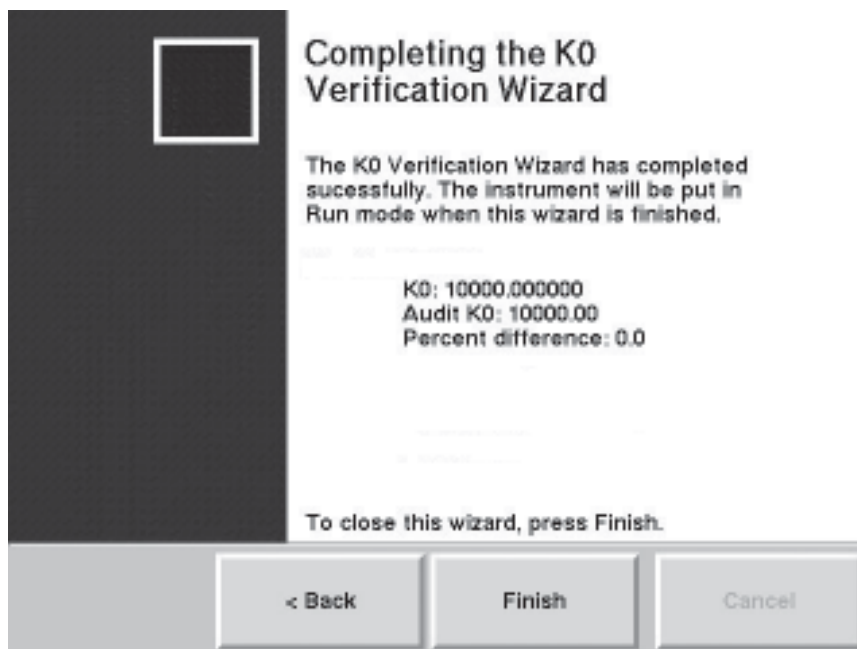 Completing the K0
Verification Wizard
The K0 Verification Wizard has completed
sucessfully. The instrument will be put in
Run mode when this wizard is finished.
K0: 10000.000000
Audit K0: 10000.00
Percent difference: 0.0
To close this wizard, press Finish.
< Back
Finish
Cancel